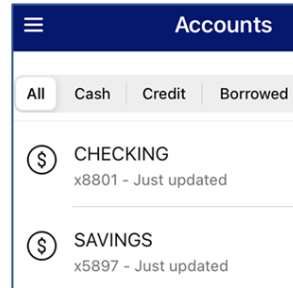 Accounts
All Cash Credit Borrowed
$ CHECKING
x8801 - Just updated
$ SAVINGS
x5897 - Just updated